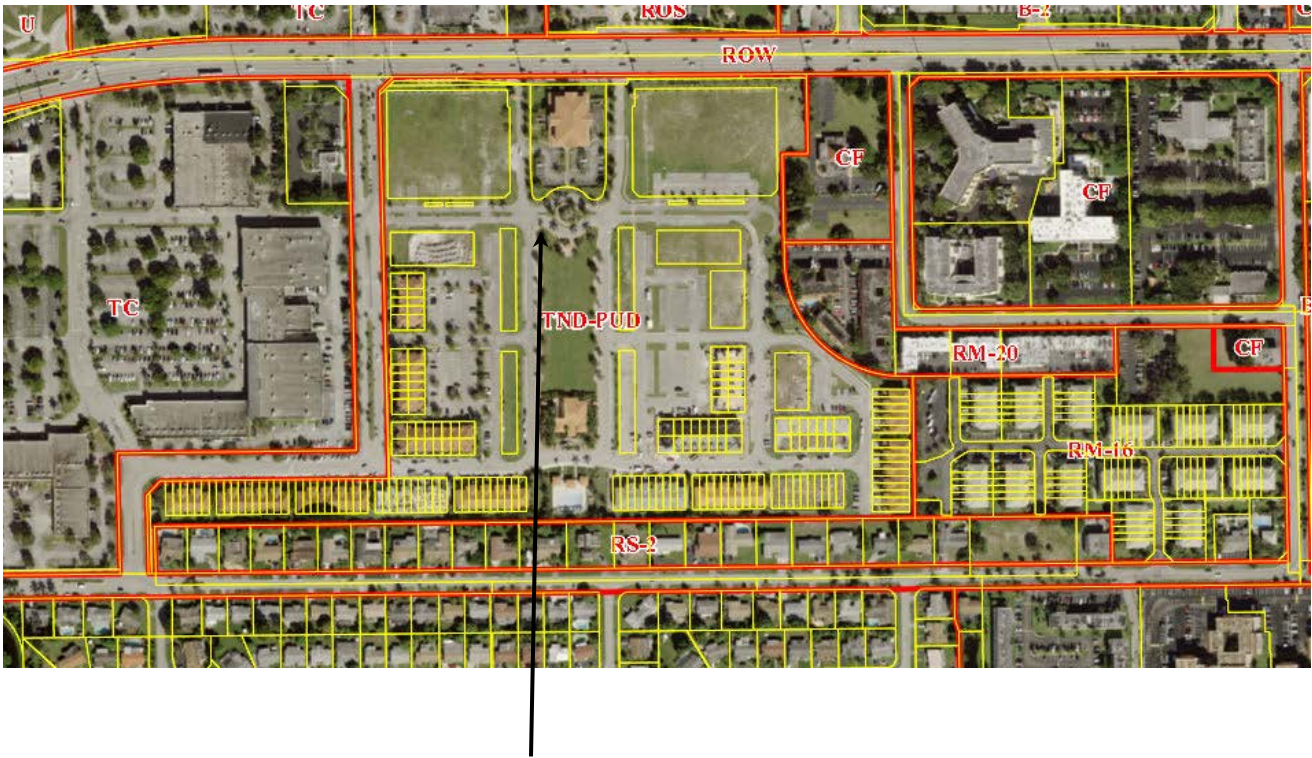 U
TC
ROS
B-2
ROW
CF
CF
TC
TND-PUD
RM-20
CF
RM-16
RS-2